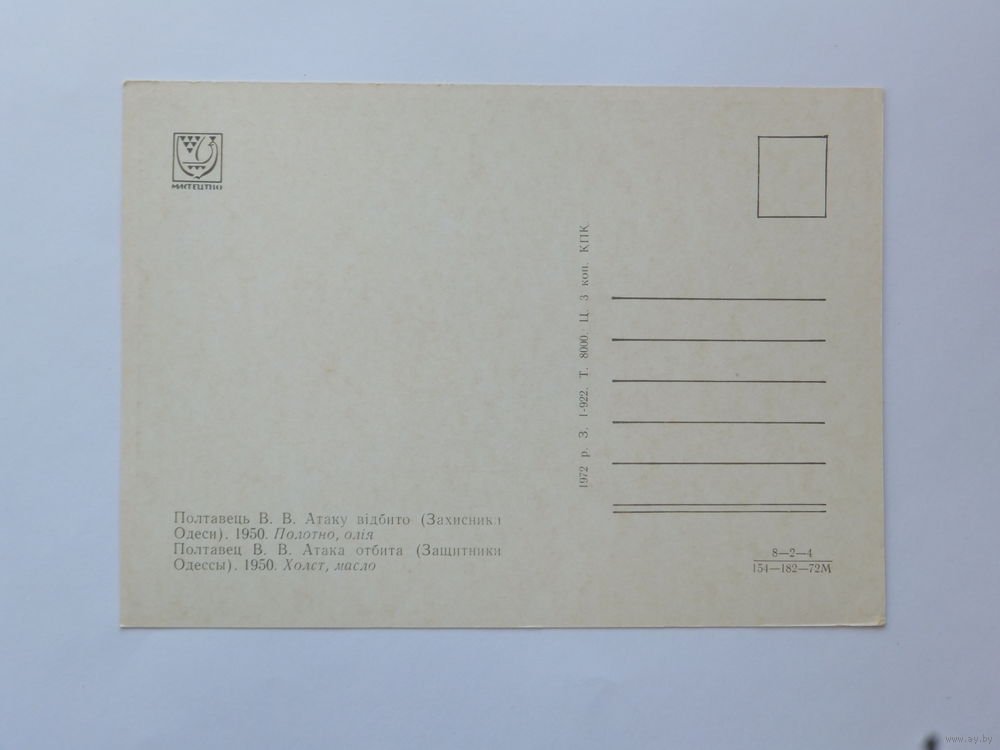 МИСТЕЦТВО
1972 р. З. 1-922. Т. 8000. Ц. 3 коп. КПК.
Полтавець В. В. Атаку відбито (Захисники
Одеси). 1950. Полотно, олія
Полтавец В. В. Атака отбита (Защитники
Одессы). 1950. Холст, масло
8—2—4
154—182—72М
www.ay.by